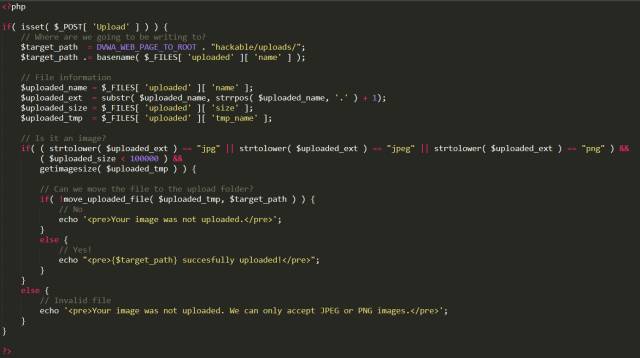 <?php
if( isset( $_POST[ 'Upload' ] ) ) {
// Where are we going to be writing to?
$target_path = DVWA_WEB_PAGE_TO_ROOT . "hackable/uploads/";
$target_path .= basename( $_FILES[ 'uploaded' ][ 'name' ] );
// File information
$uploaded_name = $_FILES[ 'uploaded' ][ 'name' ];
$uploaded_ext = substr( $uploaded_name, strrpos( $uploaded_name, '.' ) + 1);
$uploaded_size = $_FILES[ 'uploaded' ][ 'size' ];
$uploaded_tmp = $_FILES[ 'uploaded' ][ 'tmp_name' ];
// Is it an image?
if( ( strtolower( $uploaded_ext ) == "jpg" || strtolower( $uploaded_ext ) == "jpeg" || strtolower( $uploaded_ext ) == "png" ) &&
( $uploaded_size < 100000 ) &&
getimagesize( $uploaded_tmp ) ) {
// Can we move the file to the upload folder?
if( !move_uploaded_file( $uploaded_tmp, $target_path ) ) {
// No
echo '<pre>Your image was not uploaded.</pre>';
}
else {
// Yes!
echo "<pre>{$target_path} succesfully uploaded!</pre>";
}
}
else {
// Invalid file
echo '<pre>Your image was not uploaded. We can only accept JPEG or PNG images.</pre>';
}
}
?>